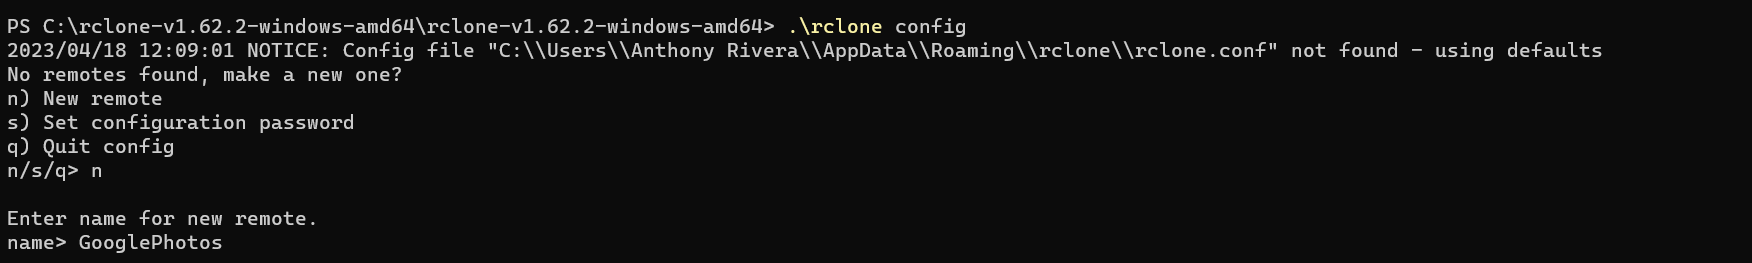 PS C:\rclone-v1.62.2-windows-amd64\rclone-v1.62.2-windows-amd64> .\rclone config
2023/04/18 12:09:01 NOTICE: Config file "C:\\Users\\Anthony Rivera\\AppData\\Roaming\\rclone\\rclone.conf" not found - using defaults
No remotes found, make a new one?
n) New remote
s) Set configuration password
q) Quit config
n/s/q> n
Enter name for new remote.
name> GooglePhotos